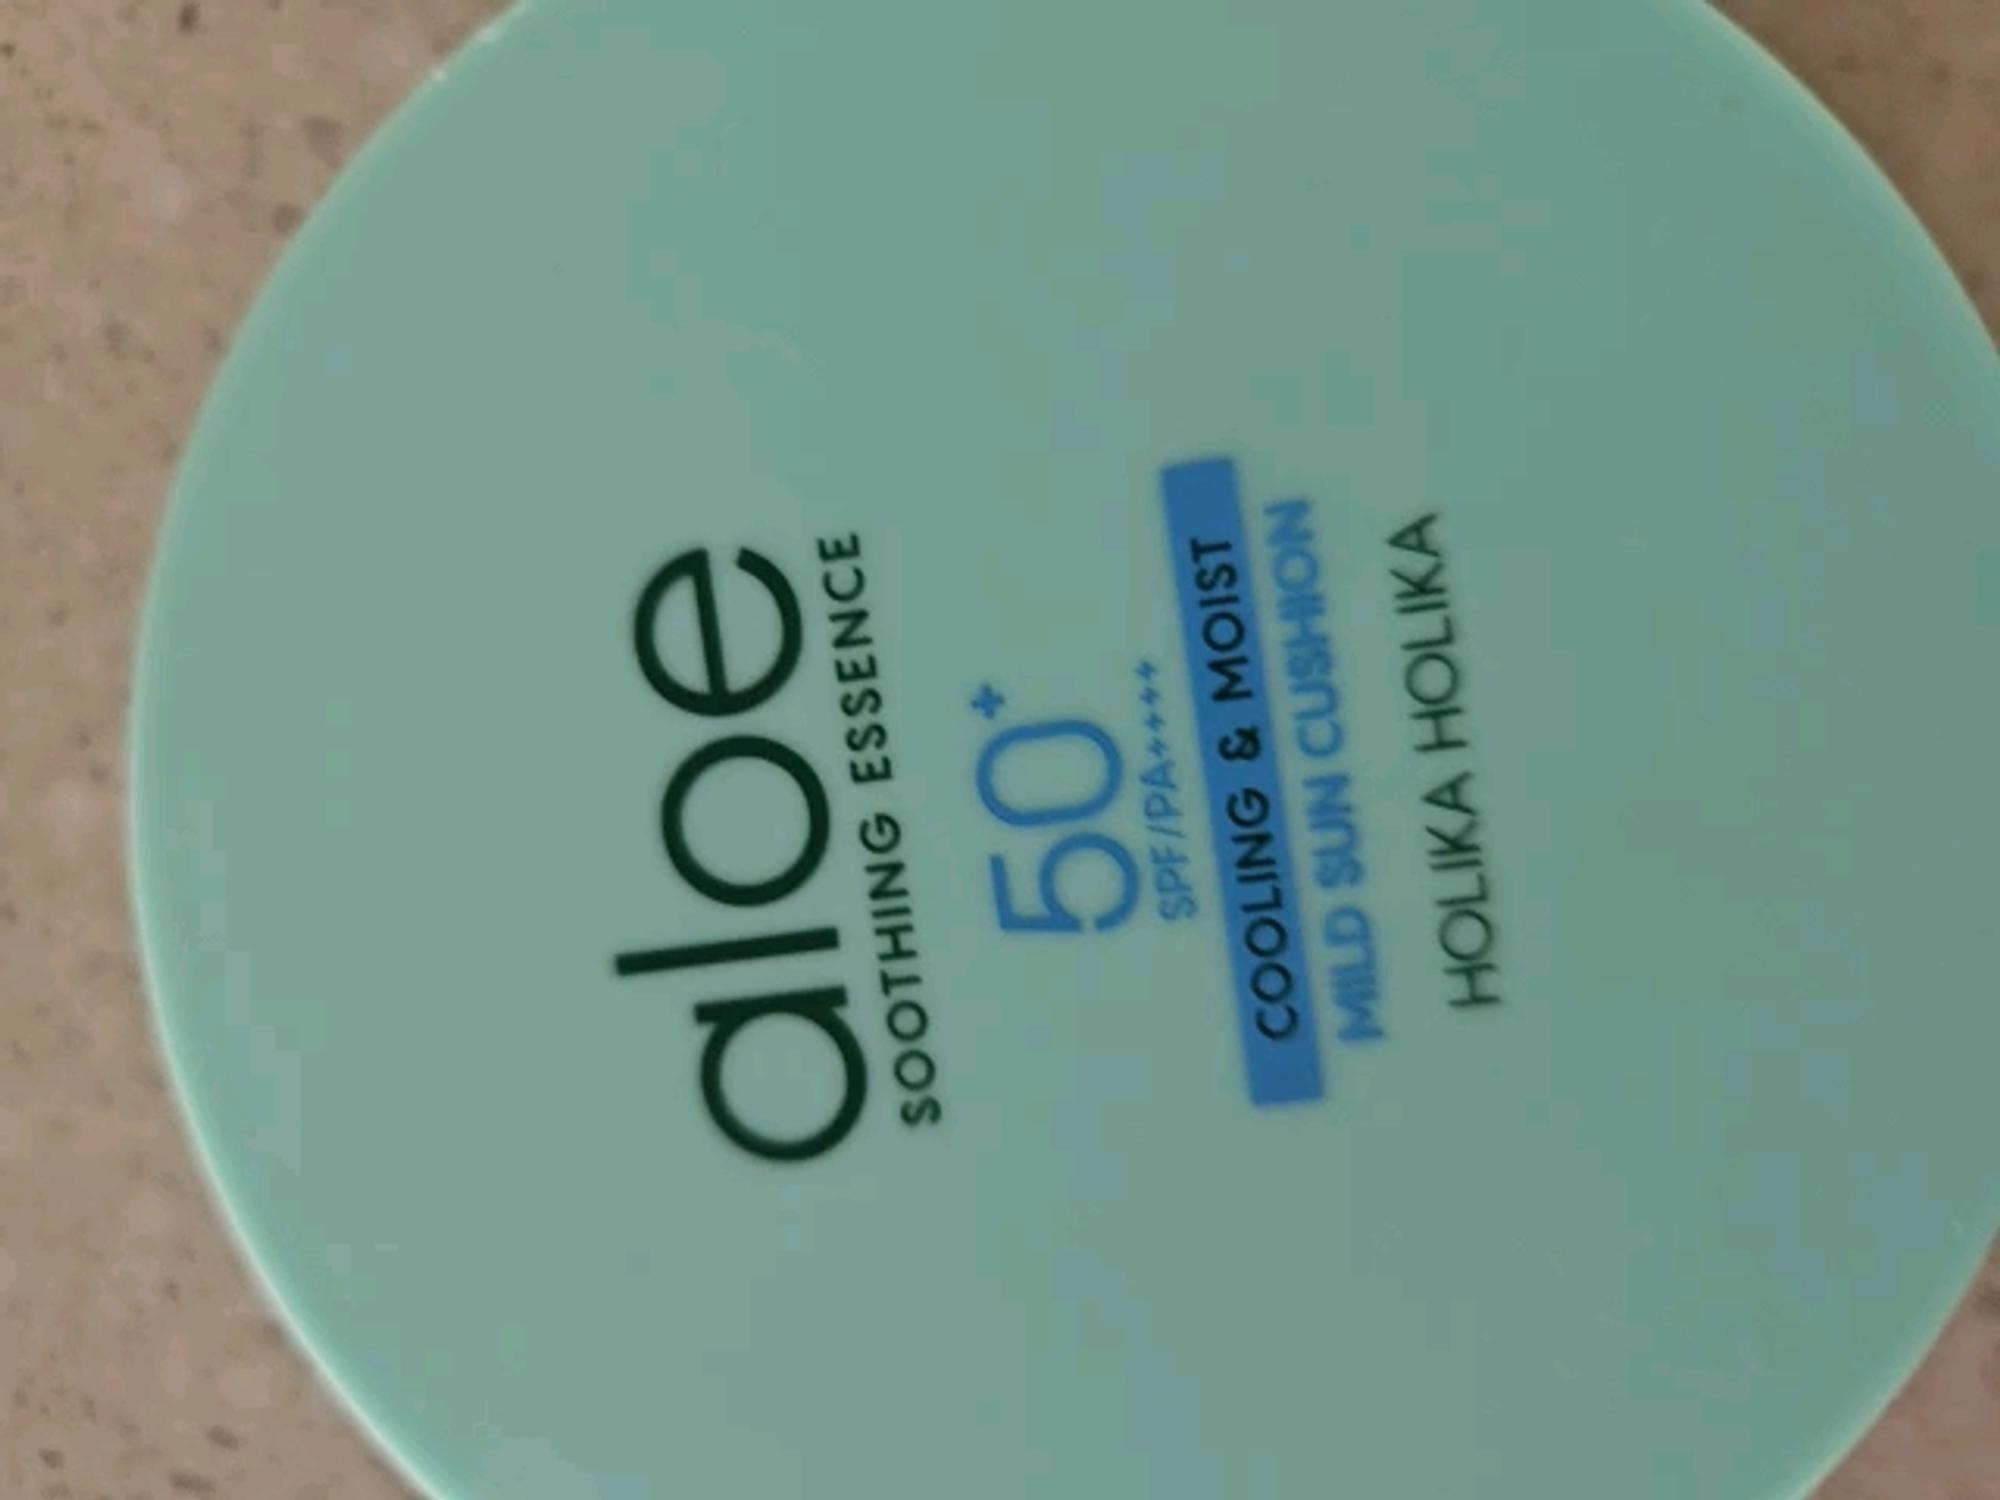 aloe
SOOTHING ESSENCE
50+
SPF/PA++++
COOLING & MOIST
MILD SUN CUSHION
HOLIKA HOLIKA